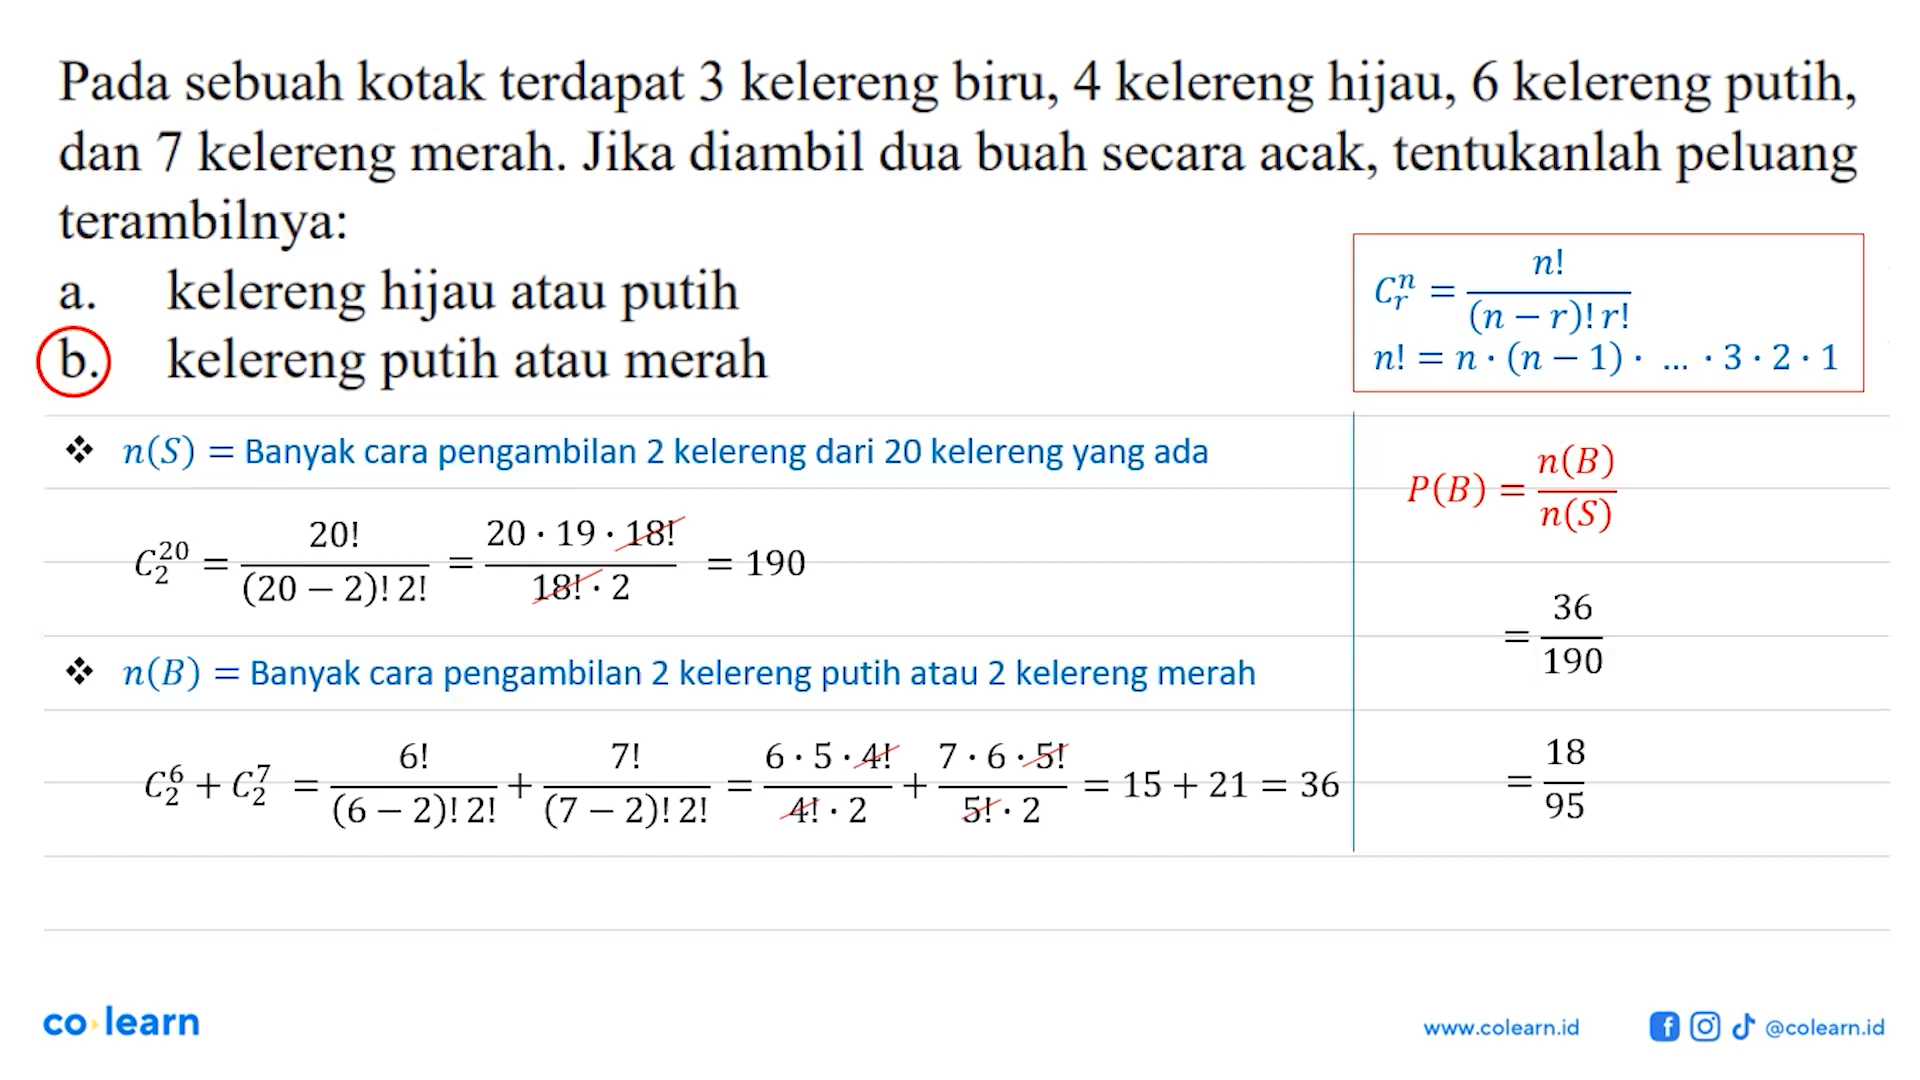 Pada sebuah kotak terdapat 3 kelereng biru, 4 kelereng hijau, 6 kelereng putih,
dan 7 kelereng merah. Jika diambil dua buah secara acak, tentukanlah peluang
terambilnya:
a. kelereng hijau atau putih
b. kelereng putih atau merah
C_r^n = n!/((n − r)! r!)
n! = n · (n − 1) · … · 3 · 2 · 1
❖ n(S) = Banyak cara pengambilan 2 kelereng dari 20 kelereng yang ada
C_2^20 = 20!/((20 − 2)! 2!) = (20 · 19 · 18!)/(18! · 2) = 190
❖ n(B) = Banyak cara pengambilan 2 kelereng putih atau 2 kelereng merah
C_2^6 + C_2^7 = 6!/((6 − 2)! 2!) + 7!/((7 − 2)! 2!) = (6 · 5 · 4!)/(4! · 2) + (7 · 6 · 5!)/(5! · 2) = 15 + 21 = 36
P(B) = n(B)/n(S)
= 36/190
= 18/95
co learn
www.colearn.id @colearn.id